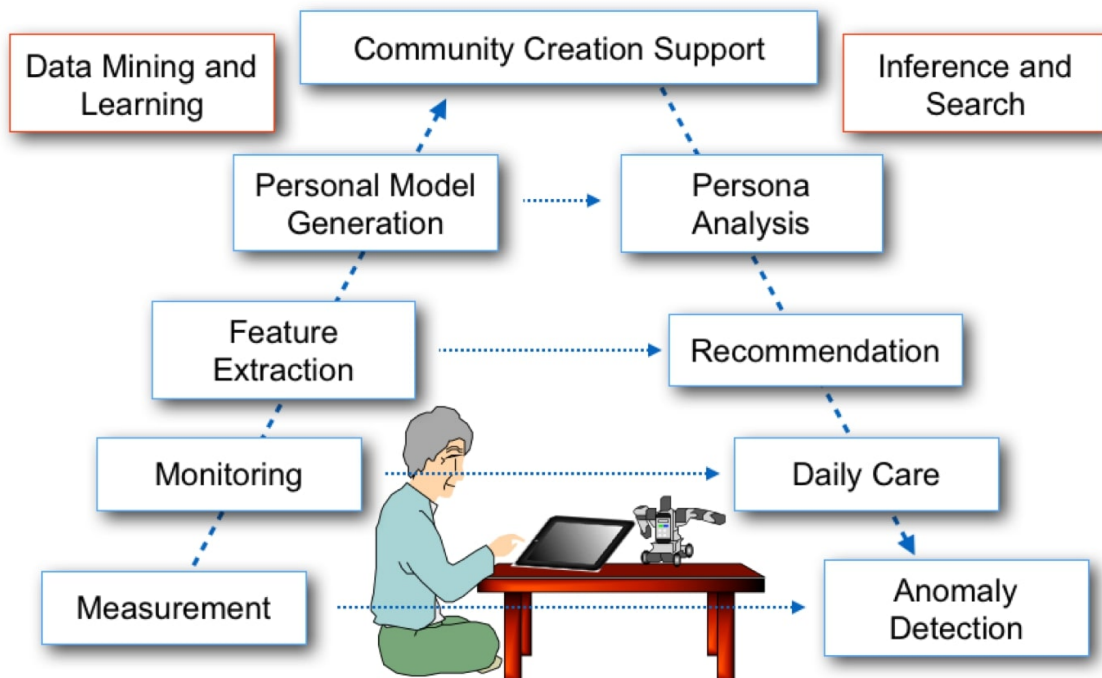 Community Creation Support
Data Mining and
Learning
Inference and
Search
Personal Model
Generation
Persona
Analysis
Feature
Extraction
Recommendation
Monitoring
Daily Care
Measurement
Anomaly
Detection